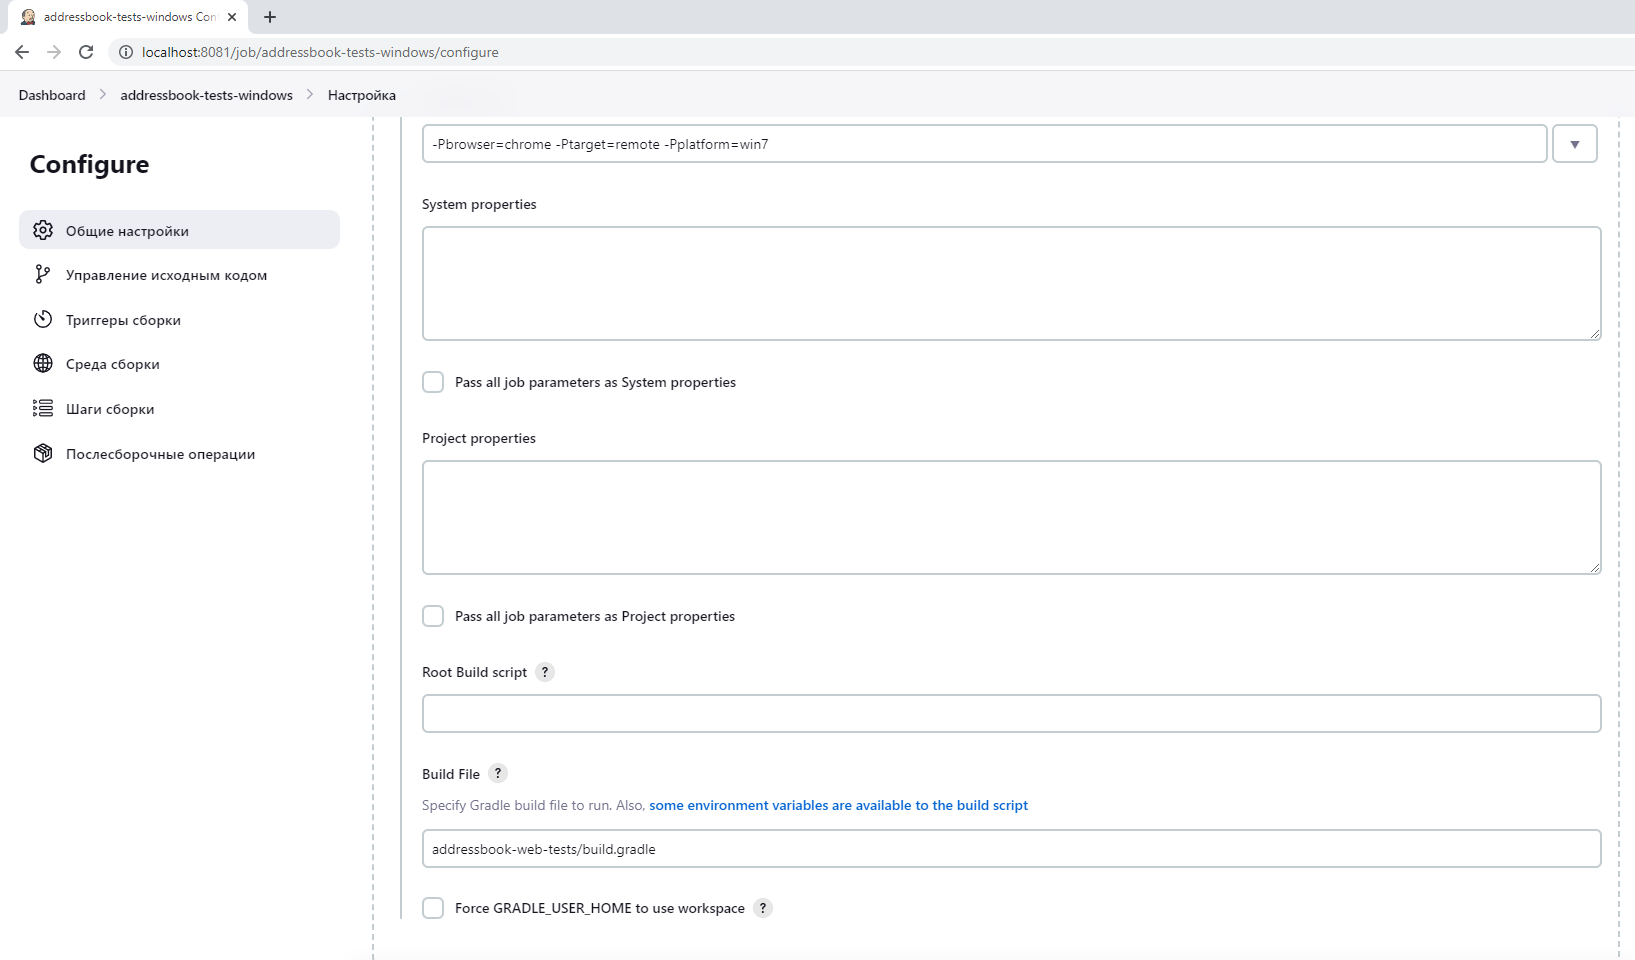 addressbook-tests-windows Con
localhost:8081/job/addressbook-tests-windows/configure
Dashboard addressbook-tests-windows Настройка
Configure
Общие настройки
Управление исходным кодом
Триггеры сборки
Среда сборки
Шаги сборки
Послесборочные операции
-Pbrowser=chrome -Ptarget=remote -Pplatform=win7
System properties
Pass all job parameters as System properties
Project properties
Pass all job parameters as Project properties
Root Build script ?
Build File ?
Specify Gradle build file to run. Also, some environment variables are available to the build script
addressbook-web-tests/build.gradle
Force GRADLE_USER_HOME to use workspace ?